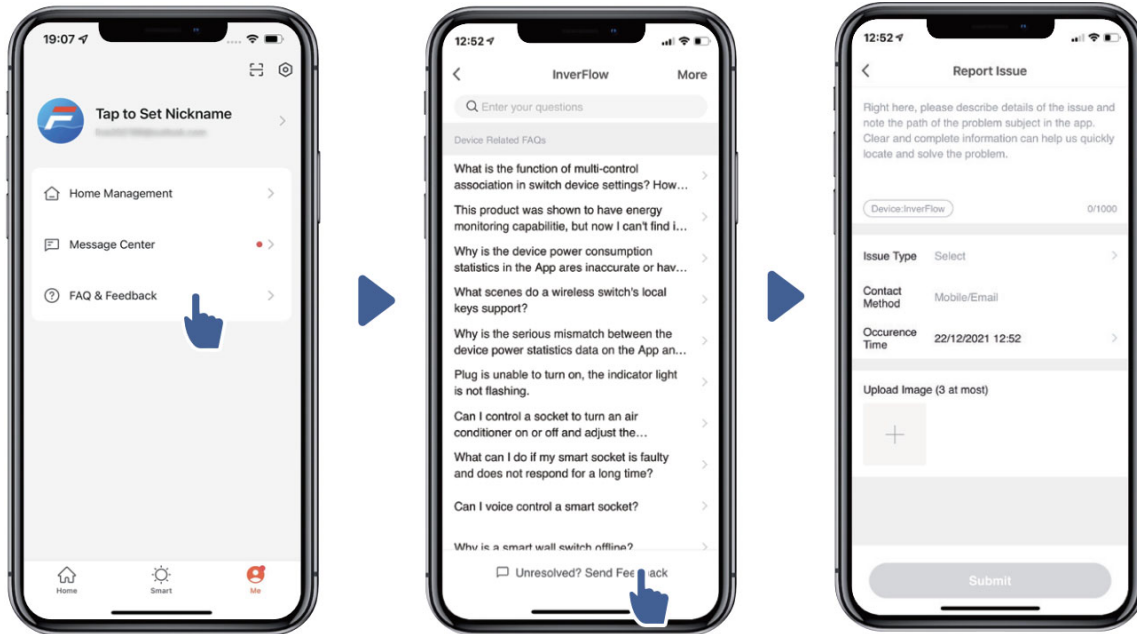 19:07
Tap to Set Nickname
Home Management
Message Center
FAQ & Feedback
Home
Smart
Me
12:52
InverFlow
More
Enter your questions
Device Related FAQs
What is the function of multi-control
association in switch device settings? How...
This product was shown to have energy
monitoring capabilitie, but now I can't find i...
Why is the device power consumption
statistics in the App ares inaccurate or hav...
What scenes do a wireless switch's local
keys support?
Why is the serious mismatch between the
device power statistics data on the App an...
Plug is unable to turn on, the indicator light
is not flashing.
Can I control a socket to turn an air
conditioner on or off and adjust the...
What can I do if my smart socket is faulty
and does not respond for a long time?
Can I voice control a smart socket?
Why is a smart wall switch offline?
Unresolved? Send Feedback
12:52
Report Issue
Right here, please describe details of the issue and
note the path of the problem subject in the app.
Clear and complete information can help us quickly
locate and solve the problem.
Device:InverFlow
0/1000
Issue Type Select
Contact
Method
Mobile/Email
Occurence
Time
22/12/2021 12:52
Upload Image (3 at most)
Submit